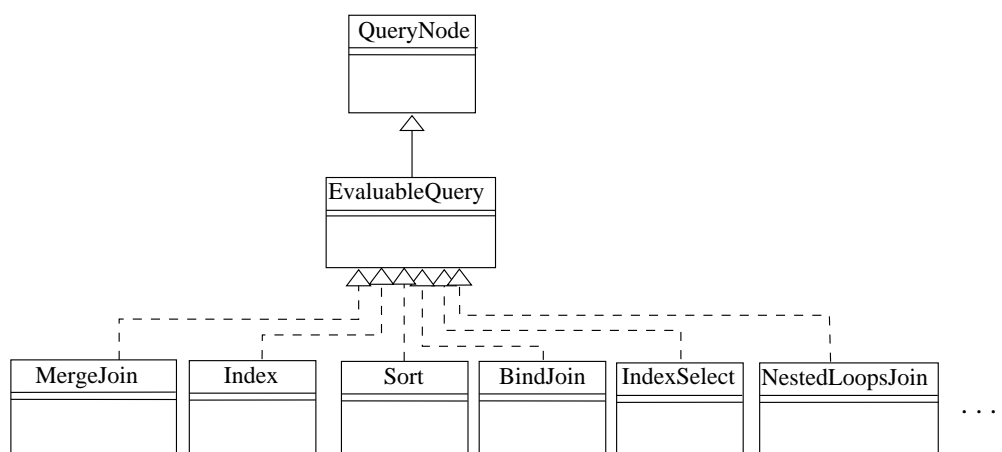 QueryNode
EvaluableQuery
MergeJoin
Index
Sort
BindJoin
IndexSelect
NestedLoopsJoin
. . .